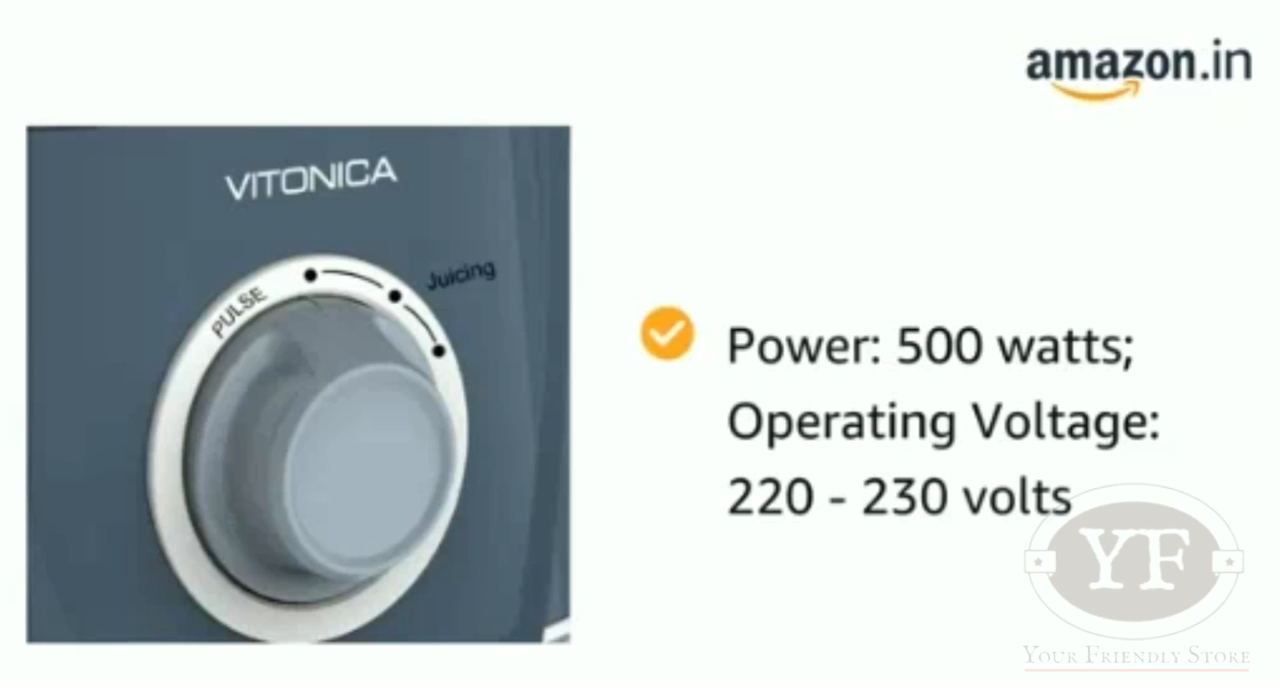 amazon.in
VITONICA
Juicing
PULSE
Power: 500 watts;
Operating Voltage:
220 - 230 volts
YF
YOUR FRIENDLY STORE